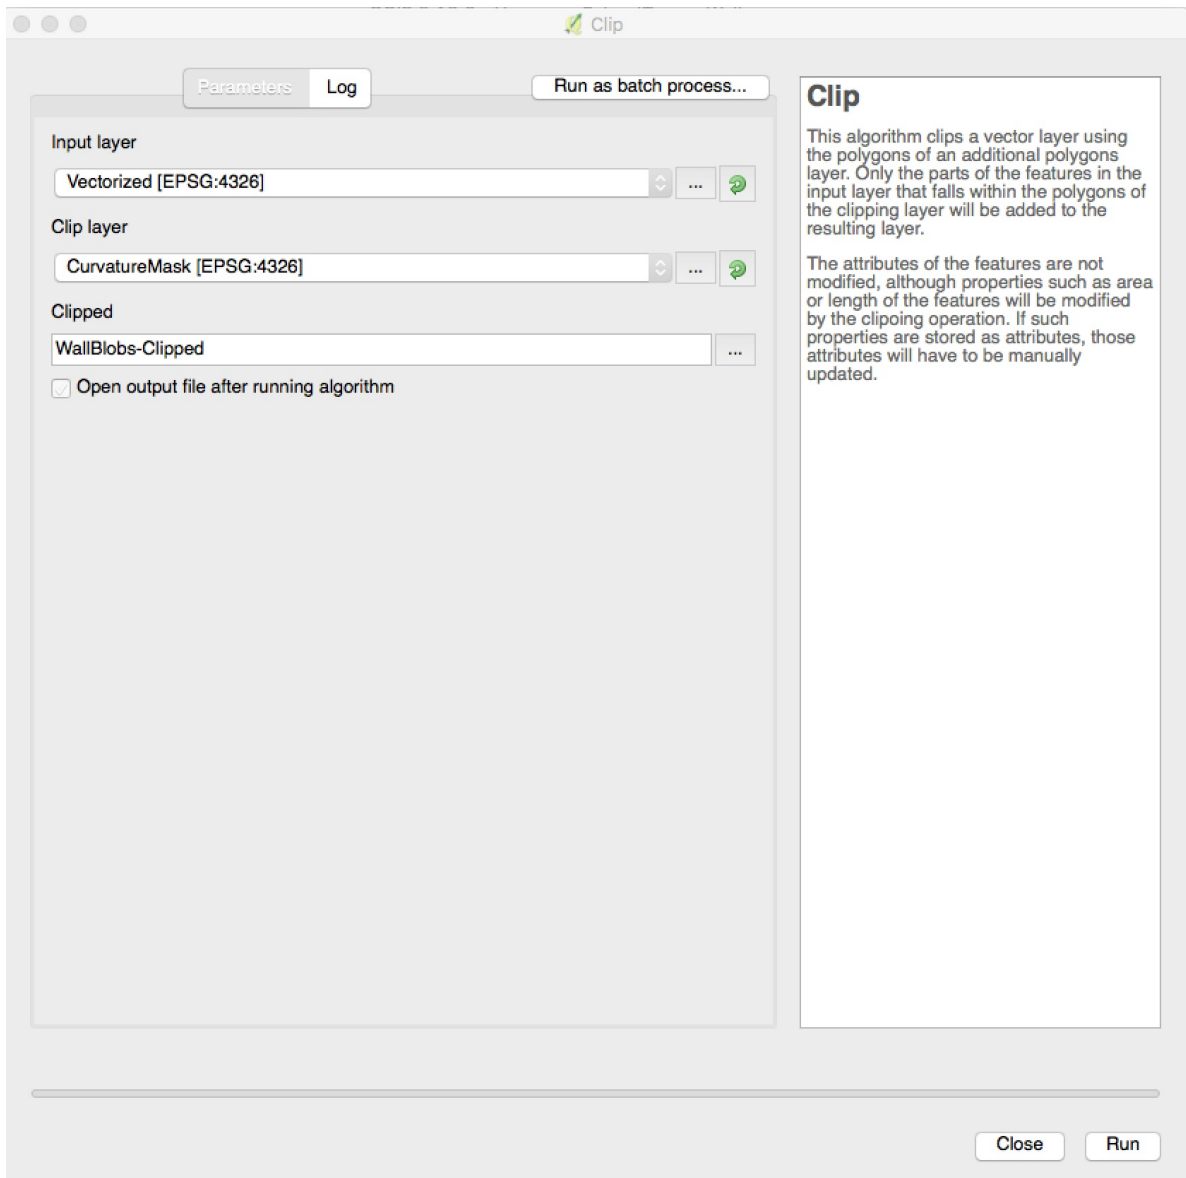 Clip
Parameters
Log
Run as batch process...
Input layer
Vectorized [EPSG:4326]
...
Clip layer
CurvatureMask [EPSG:4326]
...
Clipped
WallBlobs-Clipped
...
Open output file after running algorithm
Clip
This algorithm clips a vector layer using
the polygons of an additional polygons
layer. Only the parts of the features in the
input layer that falls within the polygons of
the clipping layer will be added to the
resulting layer.
The attributes of the features are not
modified, although properties such as area
or length of the features will be modified
by the clipoing operation. If such
properties are stored as attributes, those
attributes will have to be manually
updated.
Close
Run